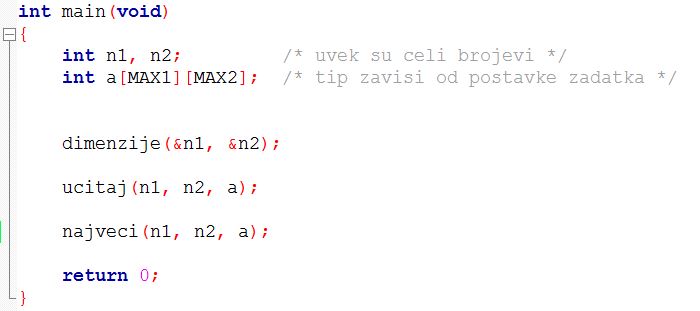 int main(void)
{
int n1, n2; /* uvek su celi brojevi */
int a[MAX1][MAX2]; /* tip zavisi od postavke zadatka */
dimenzije(&n1, &n2);
ucitaj(n1, n2, a);
najveci(n1, n2, a);
return 0;
}